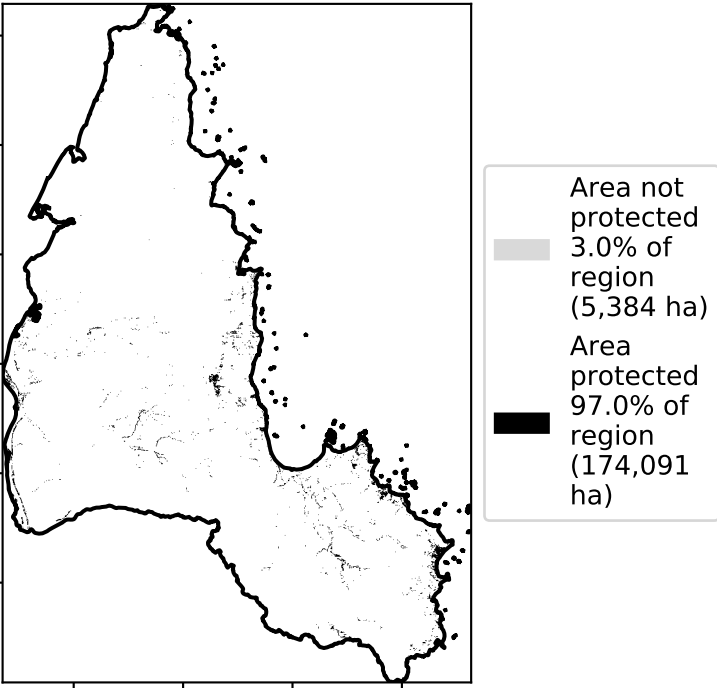 Area not
protected
3.0% of
region
(5,384 ha)
Area
protected
97.0% of
region
(174,091
ha)